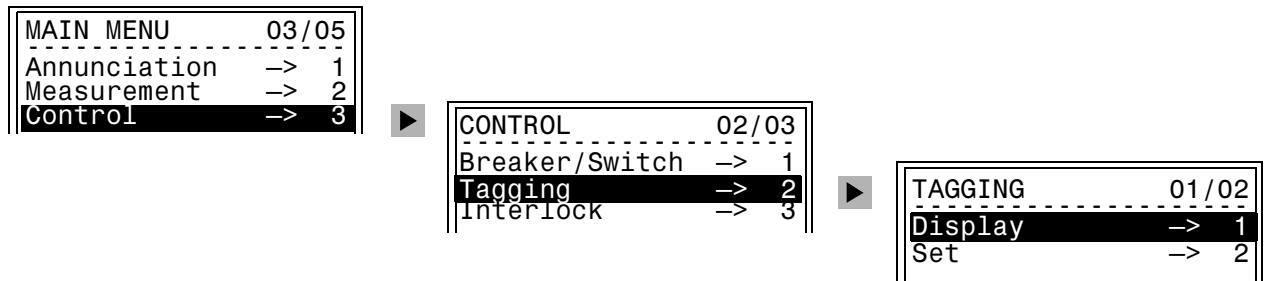 MAIN MENU 03/05
--------------------
Annunciation —> 1
Measurement —> 2
Control —> 3
CONTROL 02/03
--------------------
Breaker/Switch —> 1
Tagging —> 2
Interlock —> 3
TAGGING 01/02
--------------------
Display —> 1
Set —> 2